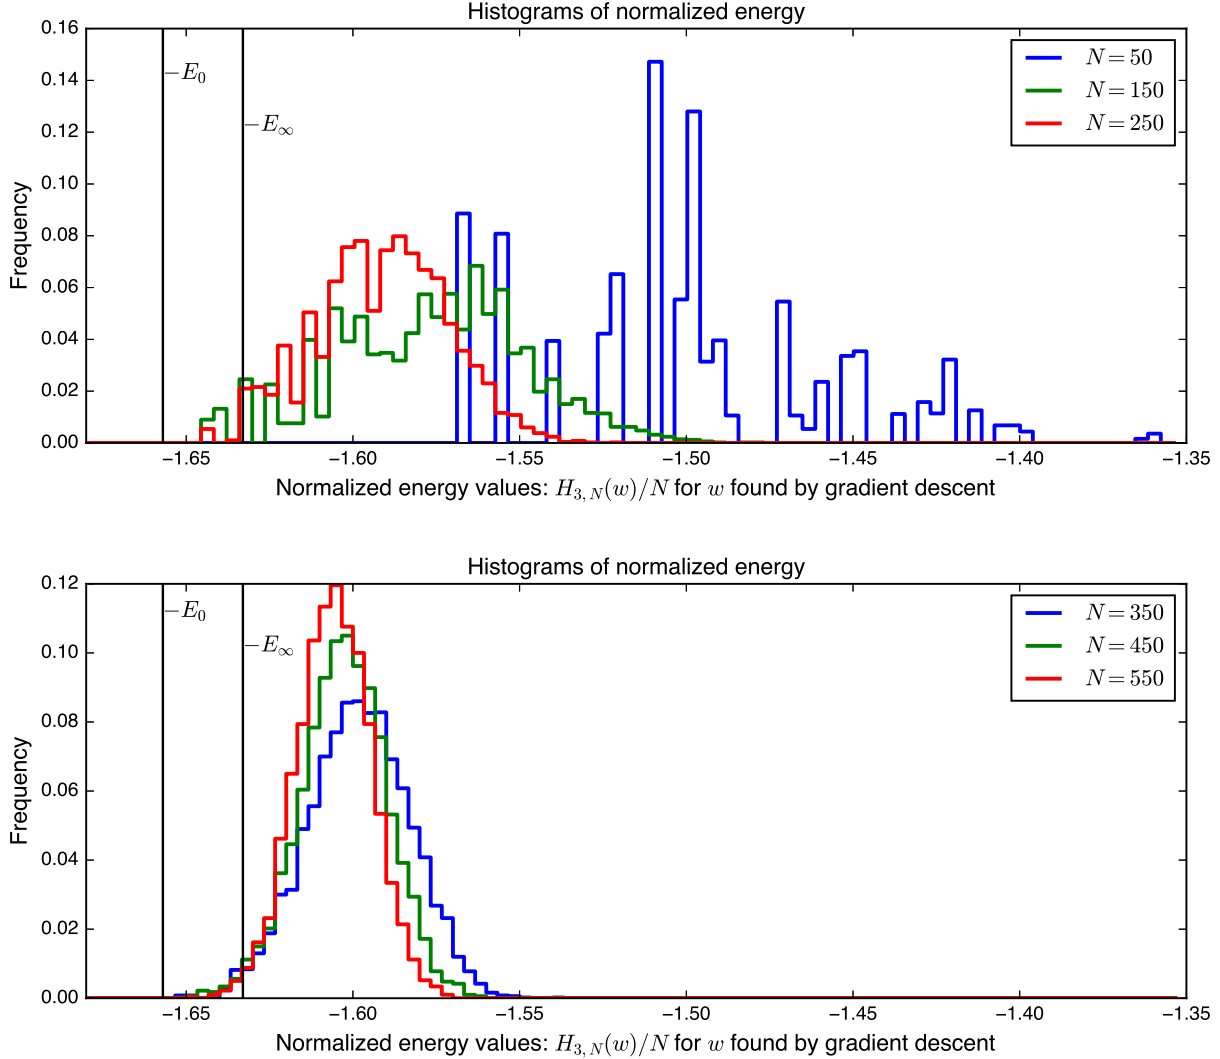 Histograms of normalized energy
0.16
0.14
0.12
0.10
0.08
0.06
0.04
0.02
0.00
Frequency
−E₀
−E∞
N = 50
N = 150
N = 250
−1.65 −1.60 −1.55 −1.50 −1.45 −1.40 −1.35
Normalized energy values: H₃,N(w)/N for w found by gradient descent
Histograms of normalized energy
0.12
0.10
0.08
0.06
0.04
0.02
0.00
Frequency
−E₀
−E∞
N = 350
N = 450
N = 550
−1.65 −1.60 −1.55 −1.50 −1.45 −1.40 −1.35
Normalized energy values: H₃,N(w)/N for w found by gradient descent